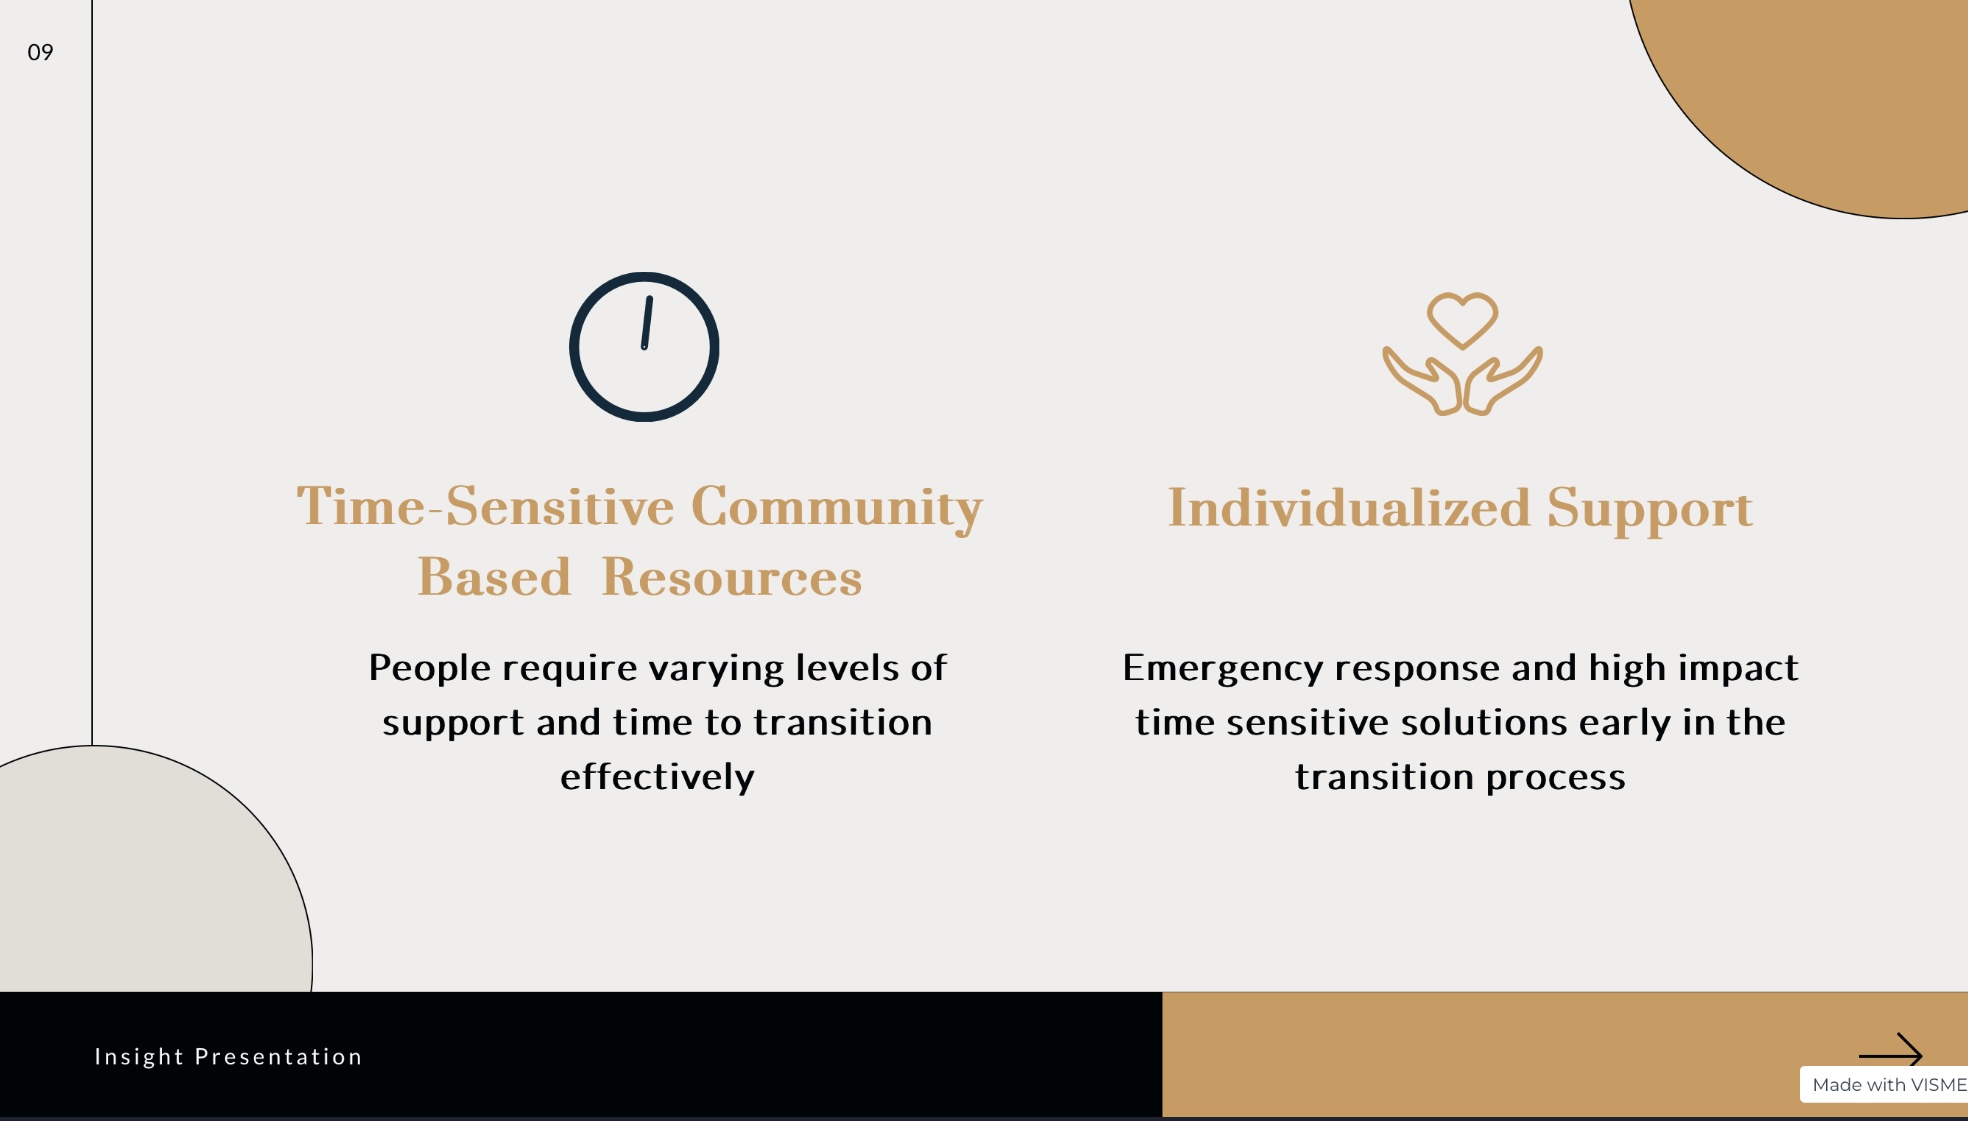 09
Time-Sensitive Community
Based  Resources
People require varying levels of
support and time to transition
effectively
Individualized Support
Emergency response and high impact
time sensitive solutions early in the
transition process
Insight Presentation
Made with VISME